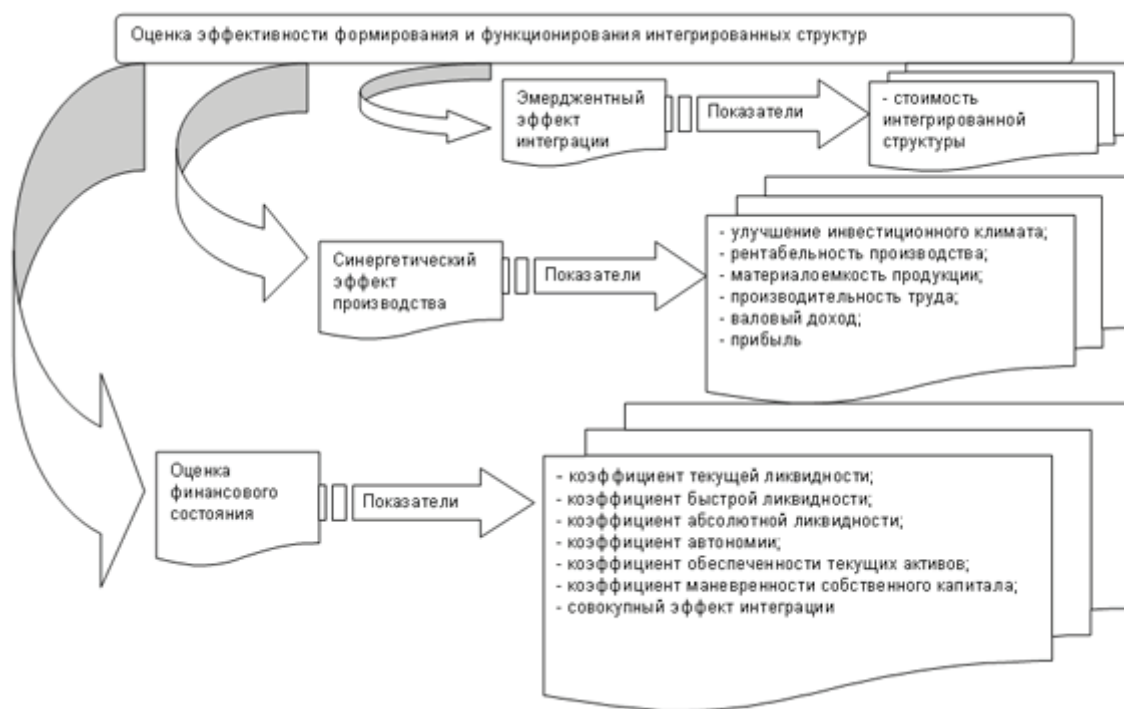 Оценка эффективности формирования и функционирования интегрированных структур
Эмерджентный
эффект
интеграции
Показатели
- стоимость
интегрированной
структуры
Синергетический
эффект
производства
Показатели
- улучшение инвестиционного климата;
- рентабельность производства;
- материалоемкость продукции;
- производительность труда;
- валовый доход;
- прибыль
Оценка
финансового
состояния
Показатели
- коэффициент текущей ликвидности;
- коэффициент быстрой ликвидности;
- коэффициент абсолютной ликвидности;
- коэффициент автономии;
- коэффициент обеспеченности текущих активов;
- коэффициент маневренности собственного капитала;
- совокупный эффект интеграции